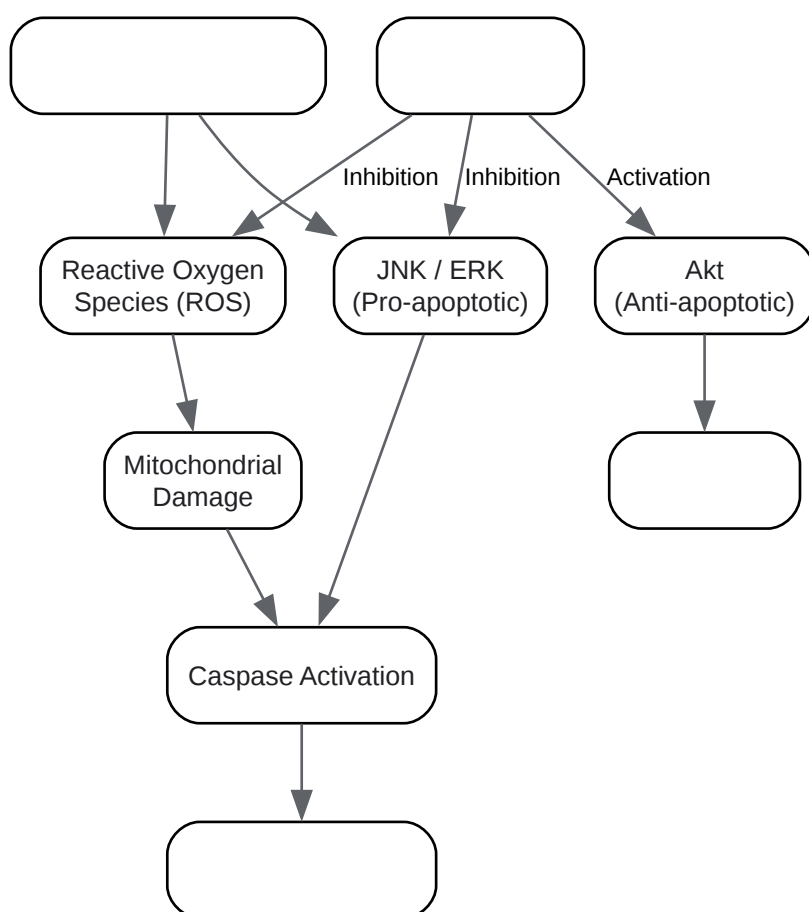 Inhibition
Inhibition
Activation
Reactive Oxygen
Species (ROS)
JNK / ERK
(Pro-apoptotic)
Akt
(Anti-apoptotic)
Mitochondrial
Damage
Caspase Activation